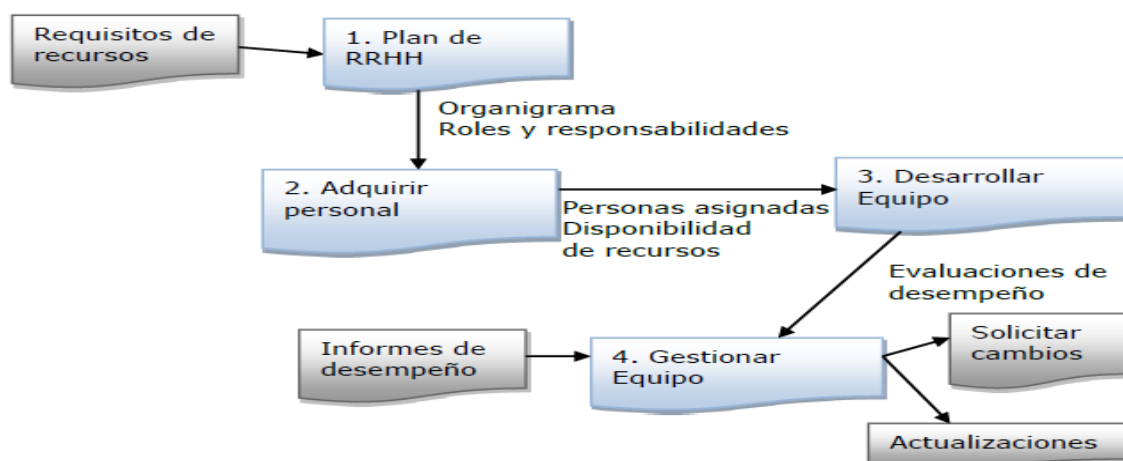 Requisitos de
recursos
1. Plan de
RRHH
Organigrama
Roles y responsabilidades
2. Adquirir
personal
Personas asignadas
Disponibilidad
de recursos
3. Desarrollar
Equipo
Evaluaciones de
desempeño
Informes de
desempeño
4. Gestionar
Equipo
Solicitar
cambios
Actualizaciones